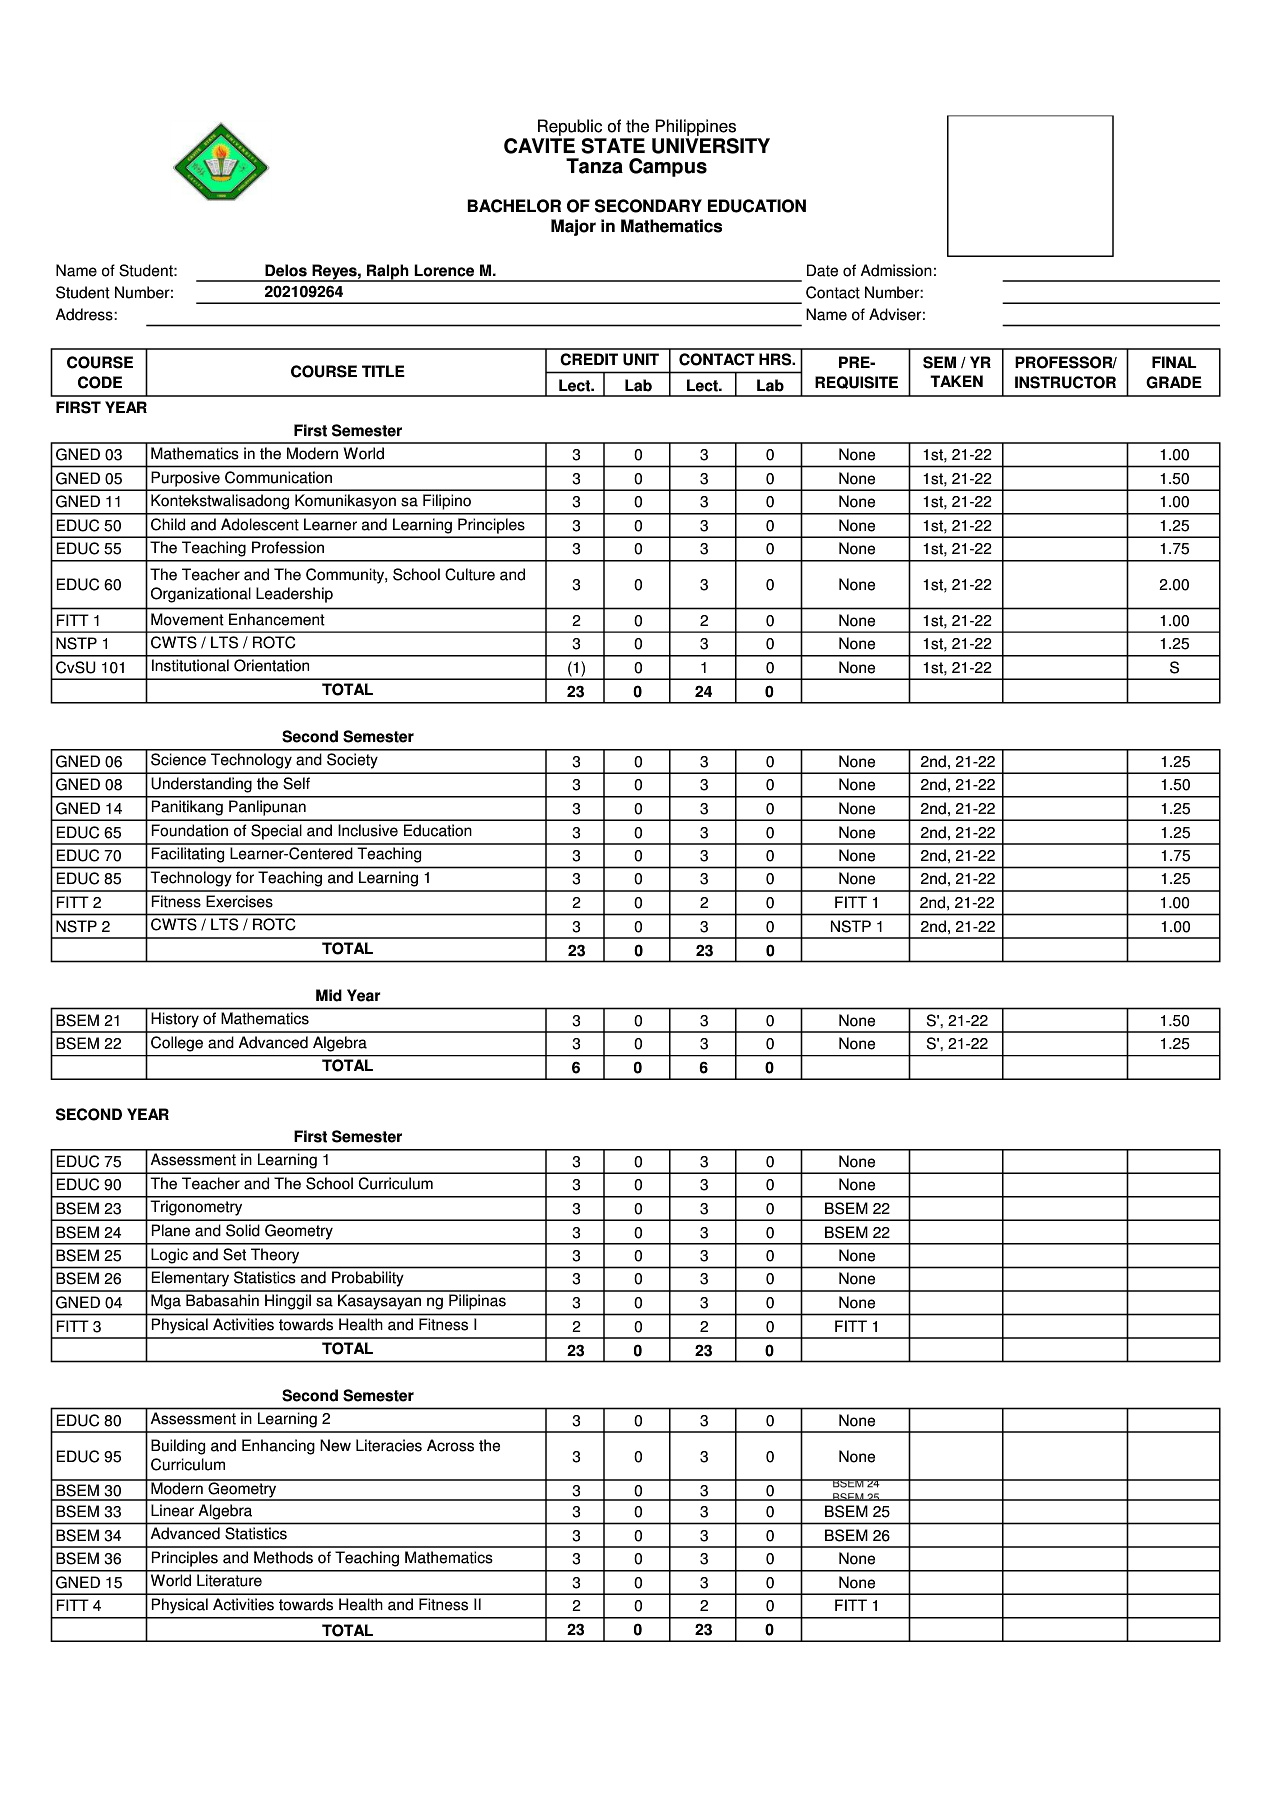 Republic of the Philippines
CAVITE STATE UNIVERSITY
Tanza Campus
BACHELOR OF SECONDARY EDUCATION
Major in Mathematics
Name of Student: Delos Reyes, Ralph Lorence M. Date of Admission:
Student Number: 202109264 Contact Number:
Address: Name of Adviser:
COURSE CODE COURSE TITLE CREDIT UNIT CONTACT HRS. PRE-REQUISITE SEM / YR TAKEN PROFESSOR/ INSTRUCTOR FINAL GRADE
Lect. Lab Lect. Lab
FIRST YEAR
First Semester
GNED 03 Mathematics in the Modern World 3 0 3 0 None 1st, 21-22 1.00
GNED 05 Purposive Communication 3 0 3 0 None 1st, 21-22 1.50
GNED 11 Kontekstwalisadong Komunikasyon sa Filipino 3 0 3 0 None 1st, 21-22 1.00
EDUC 50 Child and Adolescent Learner and Learning Principles 3 0 3 0 None 1st, 21-22 1.25
EDUC 55 The Teaching Profession 3 0 3 0 None 1st, 21-22 1.75
EDUC 60 The Teacher and The Community, School Culture and Organizational Leadership 3 0 3 0 None 1st, 21-22 2.00
FITT 1 Movement Enhancement 2 0 2 0 None 1st, 21-22 1.00
NSTP 1 CWTS / LTS / ROTC 3 0 3 0 None 1st, 21-22 1.25
CvSU 101 Institutional Orientation (1) 0 1 0 None 1st, 21-22 S
TOTAL 23 0 24 0
Second Semester
GNED 06 Science Technology and Society 3 0 3 0 None 2nd, 21-22 1.25
GNED 08 Understanding the Self 3 0 3 0 None 2nd, 21-22 1.50
GNED 14 Panitikang Panlipunan 3 0 3 0 None 2nd, 21-22 1.25
EDUC 65 Foundation of Special and Inclusive Education 3 0 3 0 None 2nd, 21-22 1.25
EDUC 70 Facilitating Learner-Centered Teaching 3 0 3 0 None 2nd, 21-22 1.75
EDUC 85 Technology for Teaching and Learning 1 3 0 3 0 None 2nd, 21-22 1.25
FITT 2 Fitness Exercises 2 0 2 0 FITT 1 2nd, 21-22 1.00
NSTP 2 CWTS / LTS / ROTC 3 0 3 0 NSTP 1 2nd, 21-22 1.00
TOTAL 23 0 23 0
Mid Year
BSEM 21 History of Mathematics 3 0 3 0 None S', 21-22 1.50
BSEM 22 College and Advanced Algebra 3 0 3 0 None S', 21-22 1.25
TOTAL 6 0 6 0
SECOND YEAR
First Semester
EDUC 75 Assessment in Learning 1 3 0 3 0 None
EDUC 90 The Teacher and The School Curriculum 3 0 3 0 None
BSEM 23 Trigonometry 3 0 3 0 BSEM 22
BSEM 24 Plane and Solid Geometry 3 0 3 0 BSEM 22
BSEM 25 Logic and Set Theory 3 0 3 0 None
BSEM 26 Elementary Statistics and Probability 3 0 3 0 None
GNED 04 Mga Babasahin Hinggil sa Kasaysayan ng Pilipinas 3 0 3 0 None
FITT 3 Physical Activities towards Health and Fitness I 2 0 2 0 FITT 1
TOTAL 23 0 23 0
Second Semester
EDUC 80 Assessment in Learning 2 3 0 3 0 None
EDUC 95 Building and Enhancing New Literacies Across the Curriculum 3 0 3 0 None
BSEM 30 Modern Geometry 3 0 3 0 BSEM 24 BSEM 25
BSEM 33 Linear Algebra 3 0 3 0 BSEM 25
BSEM 34 Advanced Statistics 3 0 3 0 BSEM 26
BSEM 36 Principles and Methods of Teaching Mathematics 3 0 3 0 None
GNED 15 World Literature 3 0 3 0 None
FITT 4 Physical Activities towards Health and Fitness II 2 0 2 0 FITT 1
TOTAL 23 0 23 0